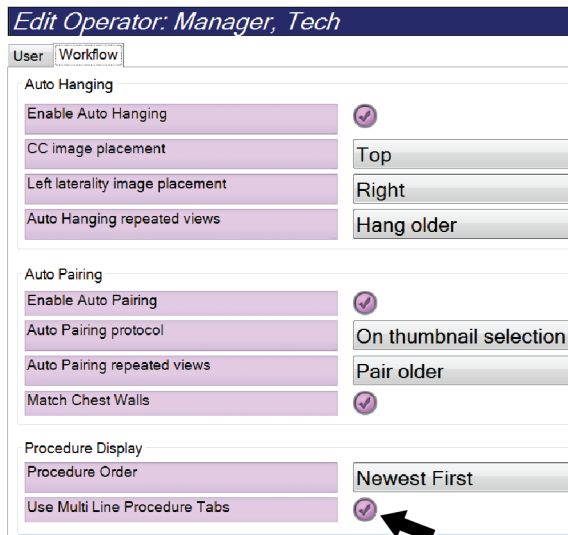 Edit Operator: Manager, Tech
User Workflow
Auto Hanging
Enable Auto Hanging
CC image placement Top
Left laterality image placement Right
Auto Hanging repeated views Hang older
Auto Pairing
Enable Auto Pairing
Auto Pairing protocol On thumbnail selection
Auto Pairing repeated views Pair older
Match Chest Walls
Procedure Display
Procedure Order Newest First
Use Multi Line Procedure Tabs